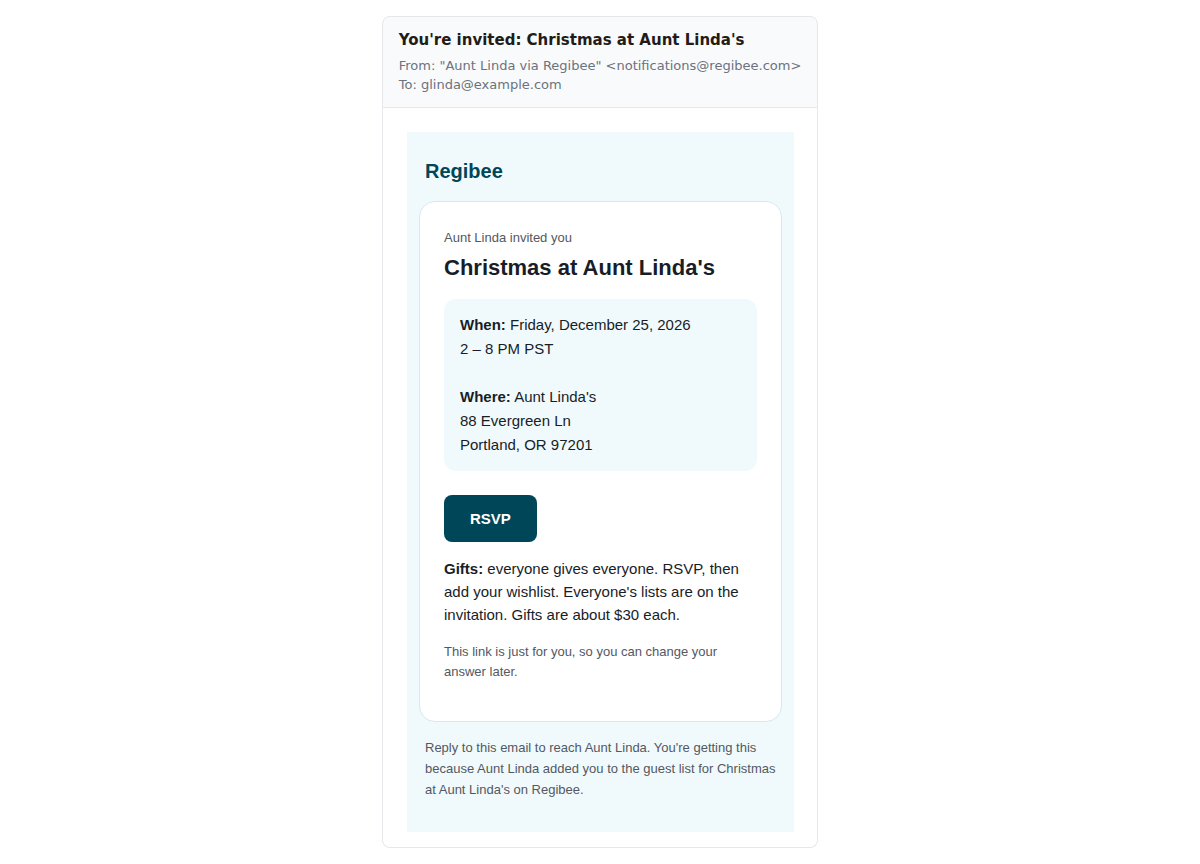 You're invited: Christmas at Aunt Linda's
From: "Aunt Linda via Regibee" <notifications@regibee.com>
To: glinda@example.com
Regibee
Aunt Linda invited you
Christmas at Aunt Linda's
When: Friday, December 25, 2026
2 – 8 PM PST
Where: Aunt Linda's
88 Evergreen Ln
Portland, OR 97201
RSVP
Gifts: everyone gives everyone. RSVP, then
add your wishlist. Everyone's lists are on the
invitation. Gifts are about $30 each.
This link is just for you, so you can change your
answer later.
Reply to this email to reach Aunt Linda. You're getting this
because Aunt Linda added you to the guest list for Christmas
at Aunt Linda's on Regibee.